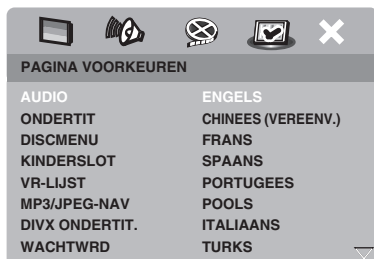 PAGINA VOORKEUREN
AUDIO ENGELS
ONDERTIT CHINEES (VEREENV.)
DISCMENU FRANS
KINDERSLOT SPAANS
VR-LIJST PORTUGEES
MP3/JPEG-NAV POOLS
DIVX ONDERTIT. ITALIAANS
WACHTWRD TURKS